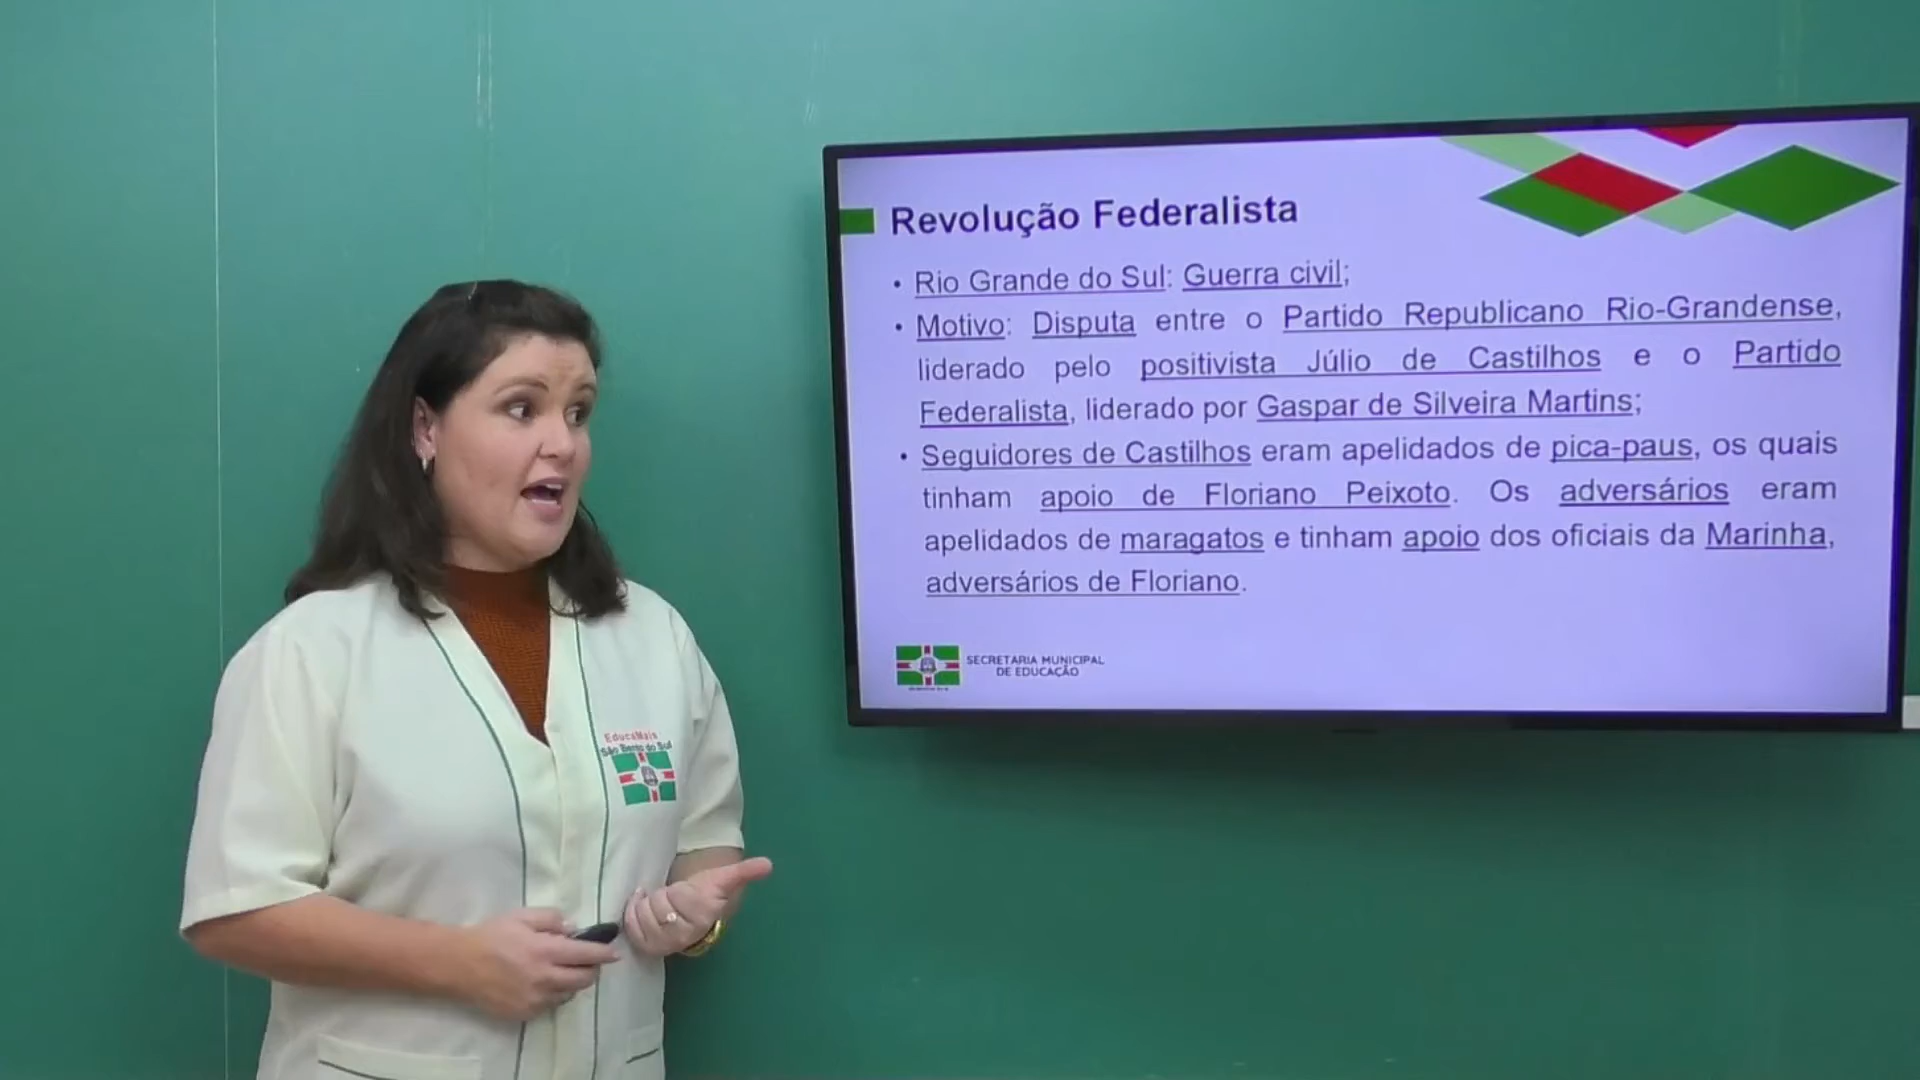 Revolução Federalista
• Rio Grande do Sul: Guerra civil;
• Motivo: Disputa entre o Partido Republicano Rio-Grandense,
liderado pelo positivista Júlio de Castilhos e o Partido
Federalista, liderado por Gaspar de Silveira Martins;
• Seguidores de Castilhos eram apelidados de pica-paus, os quais
tinham apoio de Floriano Peixoto. Os adversários eram
apelidados de maragatos e tinham apoio dos oficiais da Marinha,
adversários de Floriano.
SECRETARIA MUNICIPAL
DE EDUCAÇÃO
EducaMais
São Bento do Sul